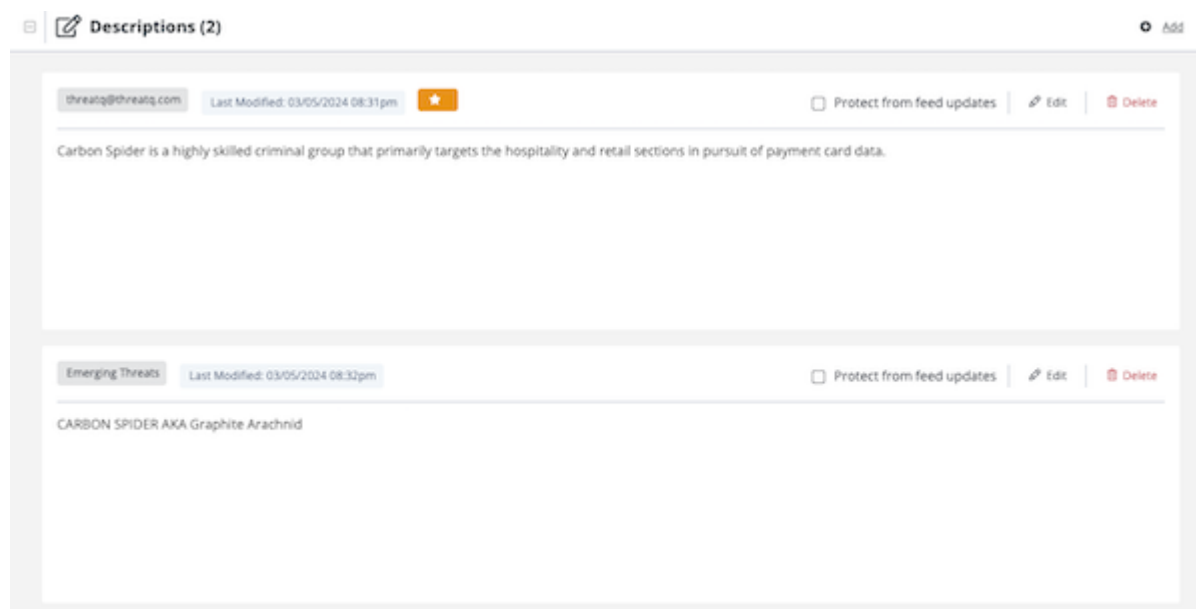 Descriptions (2)
Add
threatq@threatq.com
Last Modified: 03/05/2024 08:31pm
Protect from feed updates
Edit
Delete
Carbon Spider is a highly skilled criminal group that primarily targets the hospitality and retail sections in pursuit of payment card data.
Emerging Threats
Last Modified: 03/05/2024 08:32pm
Protect from feed updates
Edit
Delete
CARBON SPIDER AKA Graphite Arachnid